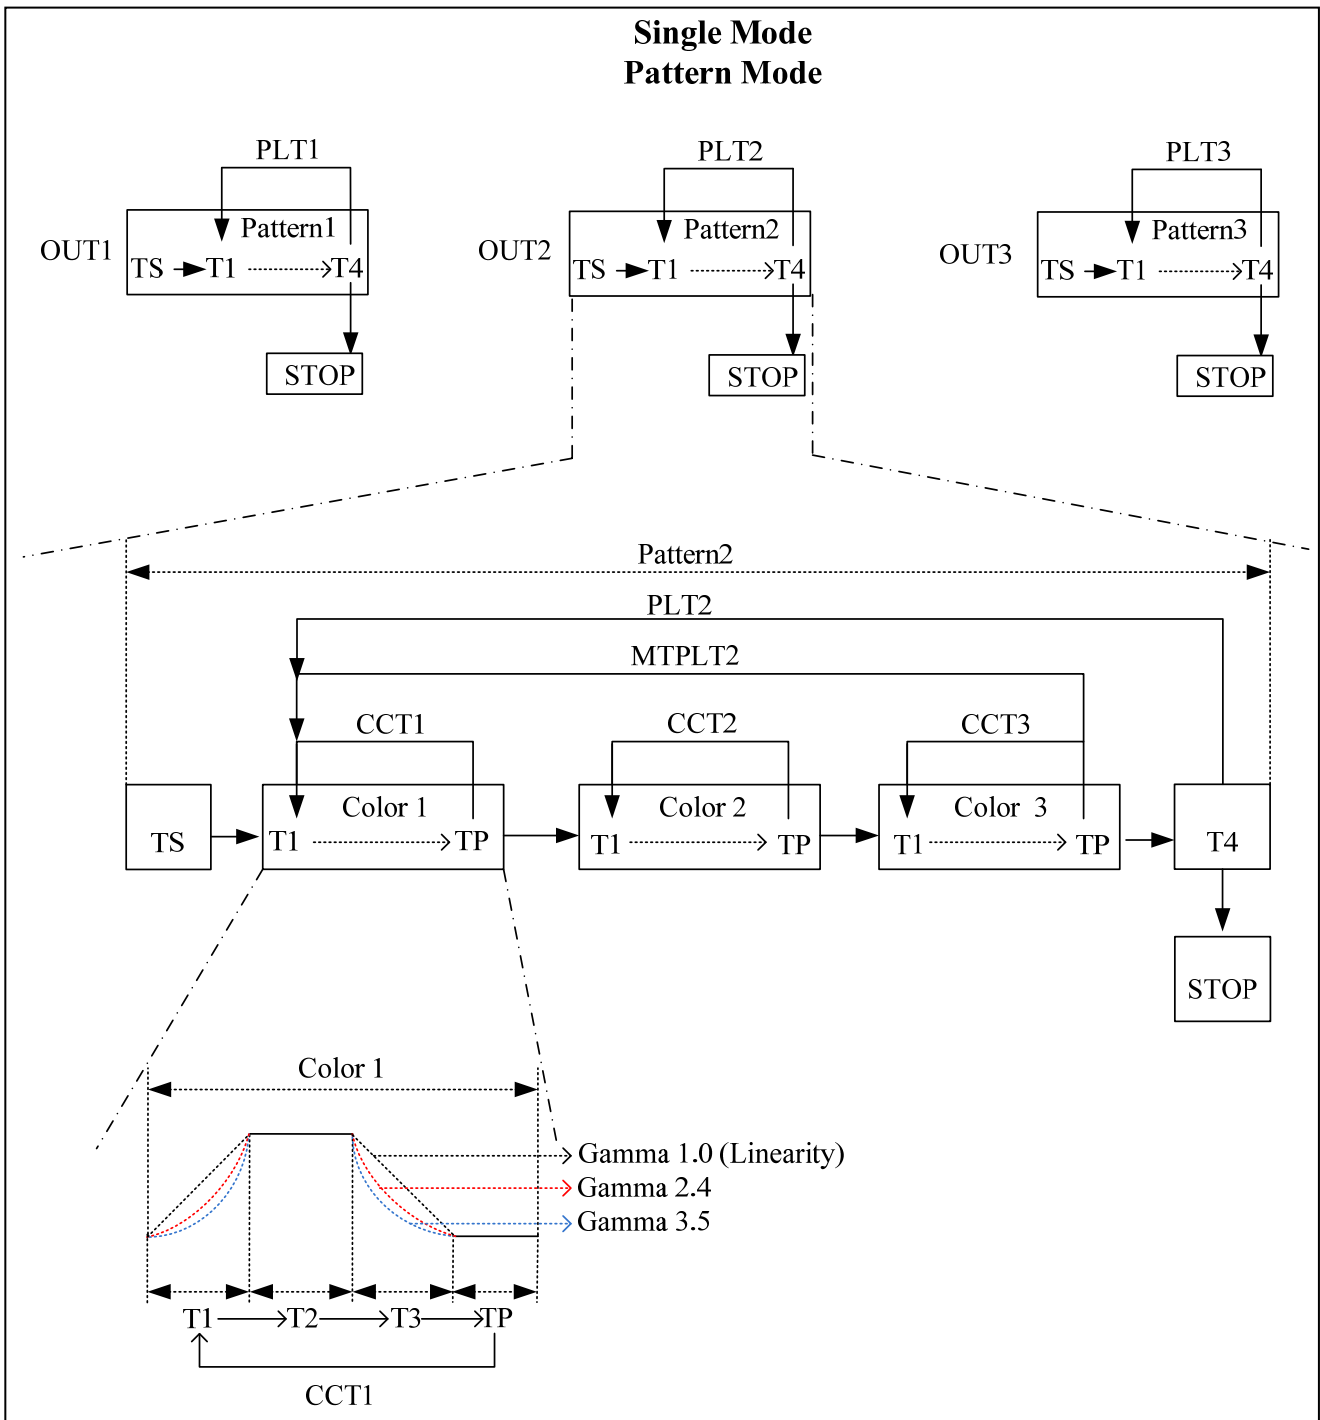 Single Mode
Pattern Mode
PLT1
PLT2
PLT3
OUT1
Pattern1
TS T1 T4
OUT2
Pattern2
TS T1 T4
OUT3
Pattern3
TS T1 T4
STOP
STOP
STOP
Pattern2
PLT2
MTPLT2
CCT1
CCT2
CCT3
TS
Color 1
T1 TP
Color 2
T1 TP
Color 3
T1 TP
T4
STOP
Color 1
Gamma 1.0 (Linearity)
Gamma 2.4
Gamma 3.5
T1 T2 T3 TP
CCT1